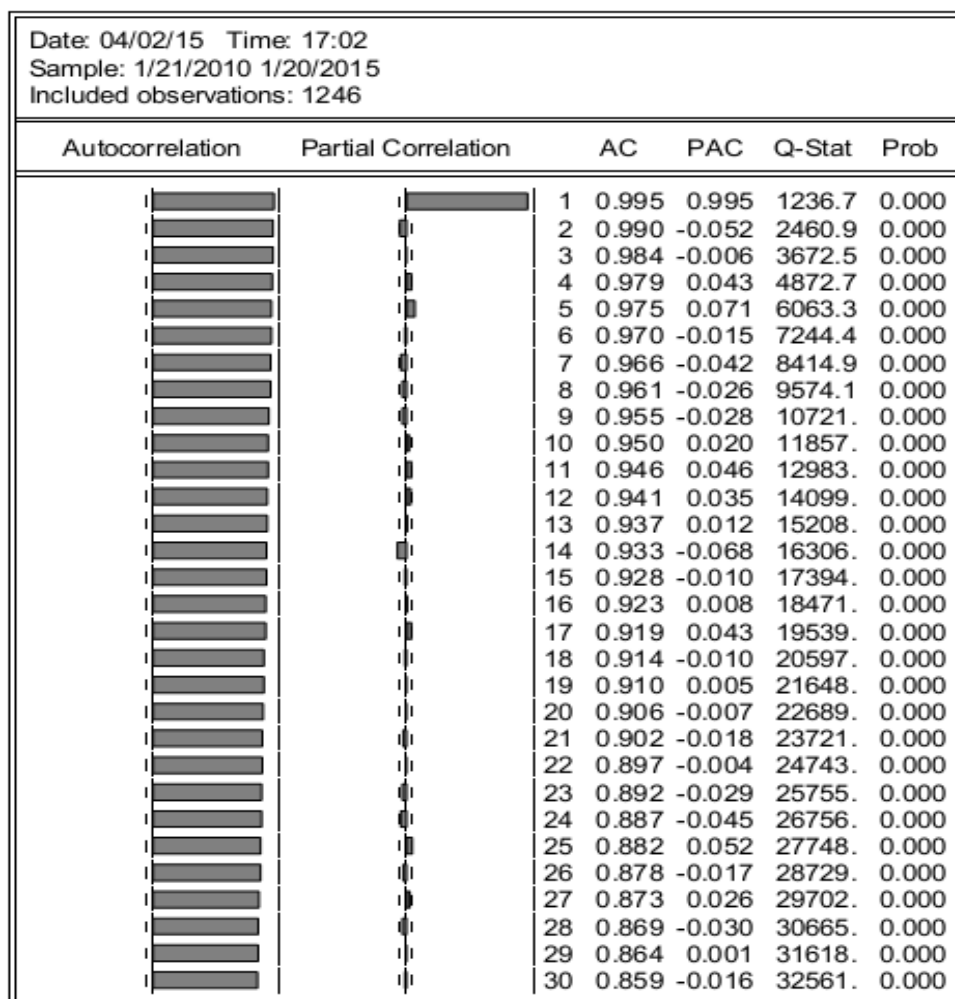 Date: 04/02/15 Time: 17:02
Sample: 1/21/2010 1/20/2015
Included observations: 1246
Autocorrelation Partial Correlation AC PAC Q-Stat Prob
1 0.995 0.995 1236.7 0.000
2 0.990 -0.052 2460.9 0.000
3 0.984 -0.006 3672.5 0.000
4 0.979 0.043 4872.7 0.000
5 0.975 0.071 6063.3 0.000
6 0.970 -0.015 7244.4 0.000
7 0.966 -0.042 8414.9 0.000
8 0.961 -0.026 9574.1 0.000
9 0.955 -0.028 10721. 0.000
10 0.950 0.020 11857. 0.000
11 0.946 0.046 12983. 0.000
12 0.941 0.035 14099. 0.000
13 0.937 0.012 15208. 0.000
14 0.933 -0.068 16306. 0.000
15 0.928 -0.010 17394. 0.000
16 0.923 0.008 18471. 0.000
17 0.919 0.043 19539. 0.000
18 0.914 -0.010 20597. 0.000
19 0.910 0.005 21648. 0.000
20 0.906 -0.007 22689. 0.000
21 0.902 -0.018 23721. 0.000
22 0.897 -0.004 24743. 0.000
23 0.892 -0.029 25755. 0.000
24 0.887 -0.045 26756. 0.000
25 0.882 0.052 27748. 0.000
26 0.878 -0.017 28729. 0.000
27 0.873 0.026 29702. 0.000
28 0.869 -0.030 30665. 0.000
29 0.864 0.001 31618. 0.000
30 0.859 -0.016 32561. 0.000